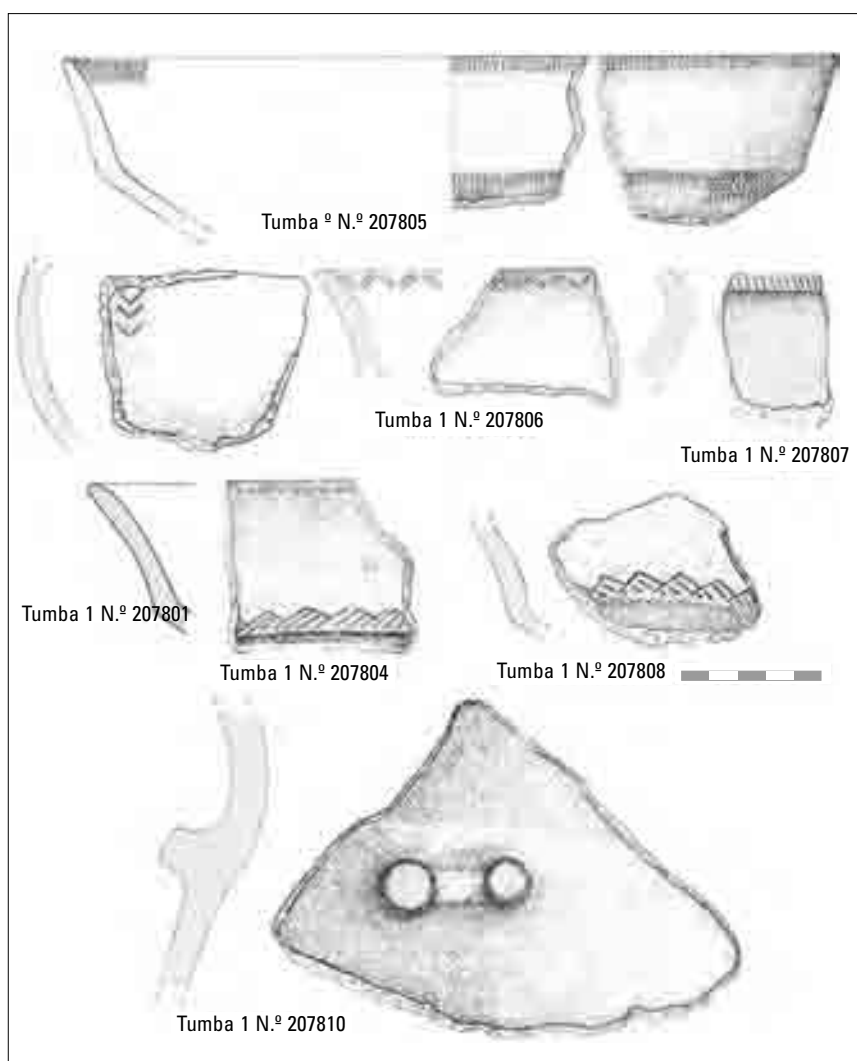 Tumba º N.º 207805
Tumba 1 N.º 207806
Tumba 1 N.º 207807
Tumba 1 N.º 207801
Tumba 1 N.º 207804
Tumba 1 N.º 207808
Tumba 1 N.º 207810